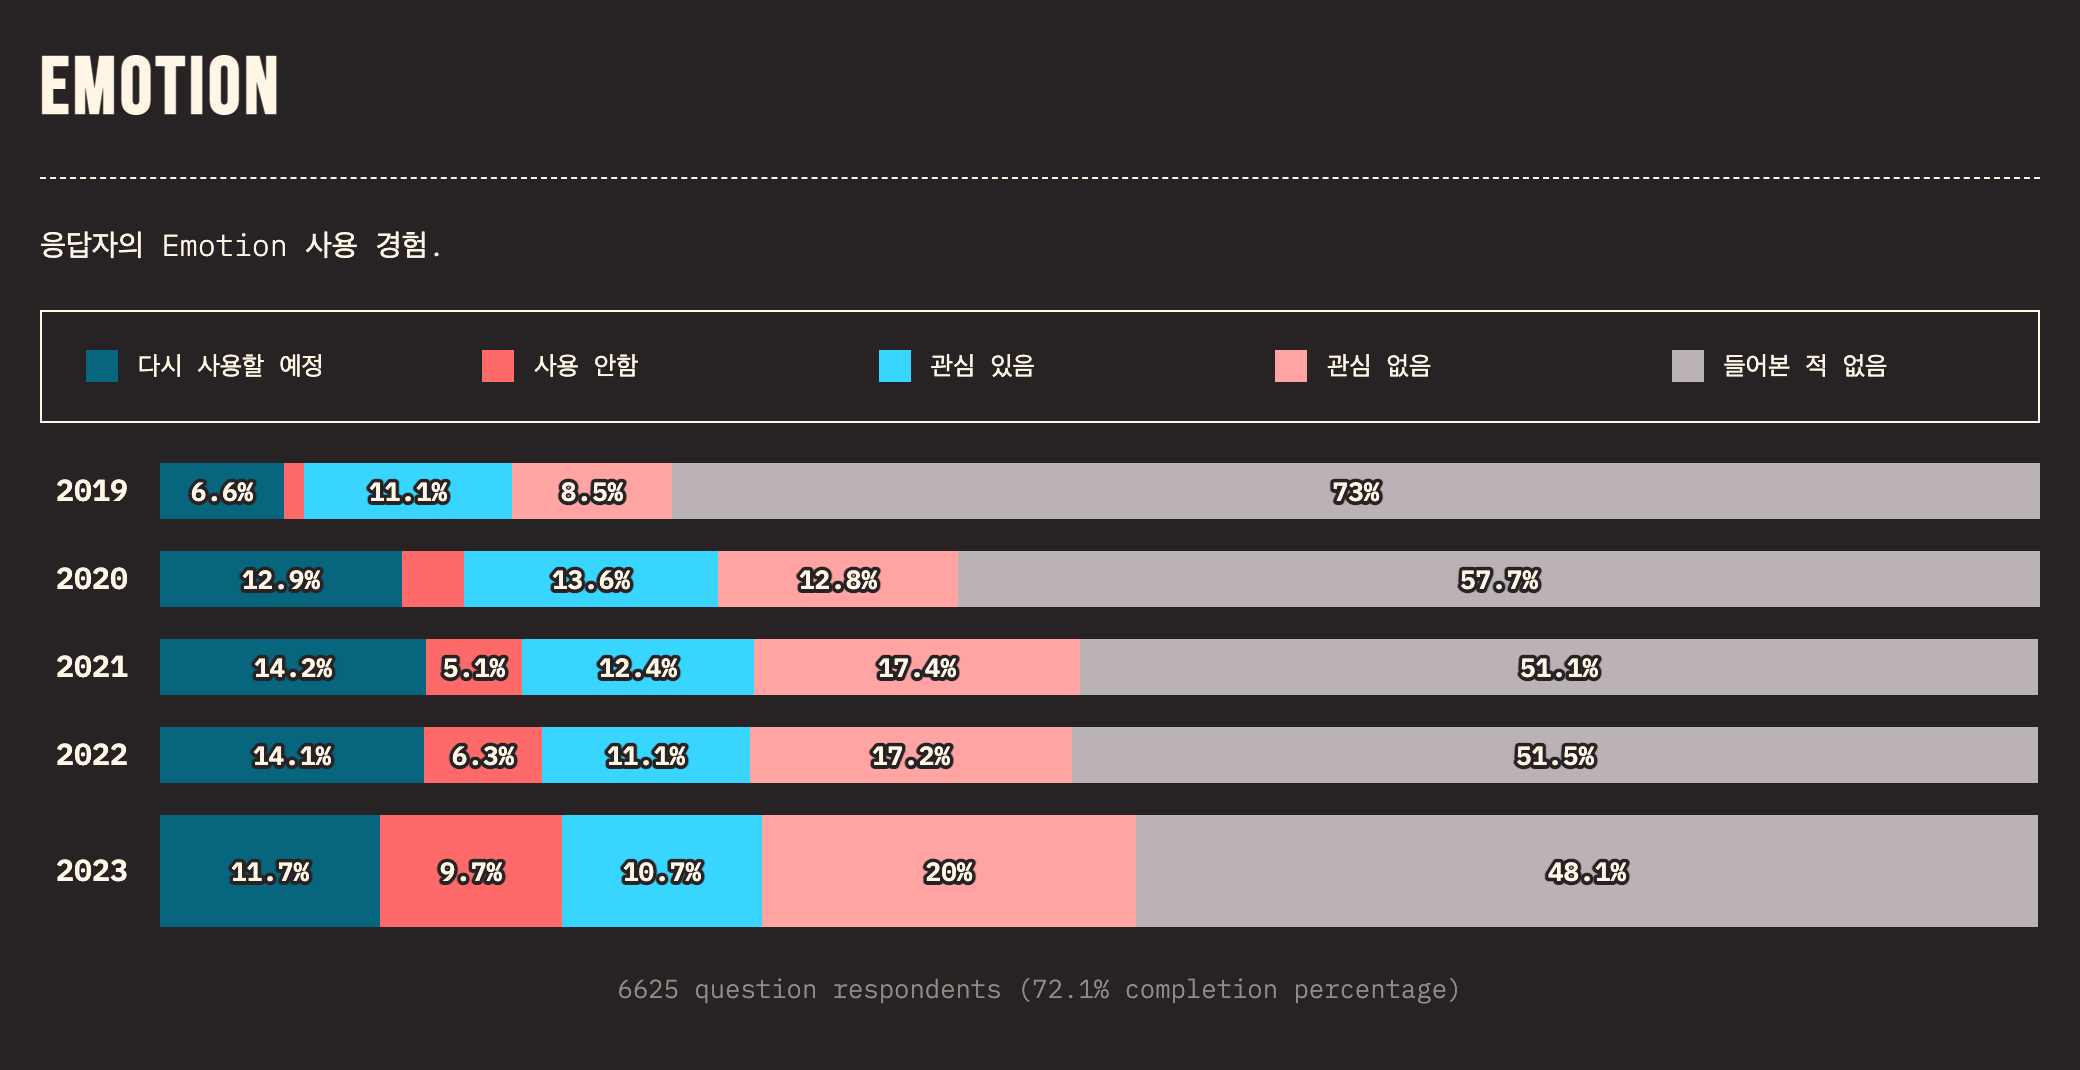 EMOTION
응답자의 Emotion 사용 경험.
다시 사용할 예정 사용 안함 관심 있음 관심 없음 들어본 적 없음
2019 6.6% 11.1% 8.5% 73%
2020 12.9% 13.6% 12.8% 57.7%
2021 14.2% 5.1% 12.4% 17.4% 51.1%
2022 14.1% 6.3% 11.1% 17.2% 51.5%
2023 11.7% 9.7% 10.7% 20% 48.1%
6625 question respondents (72.1% completion percentage)